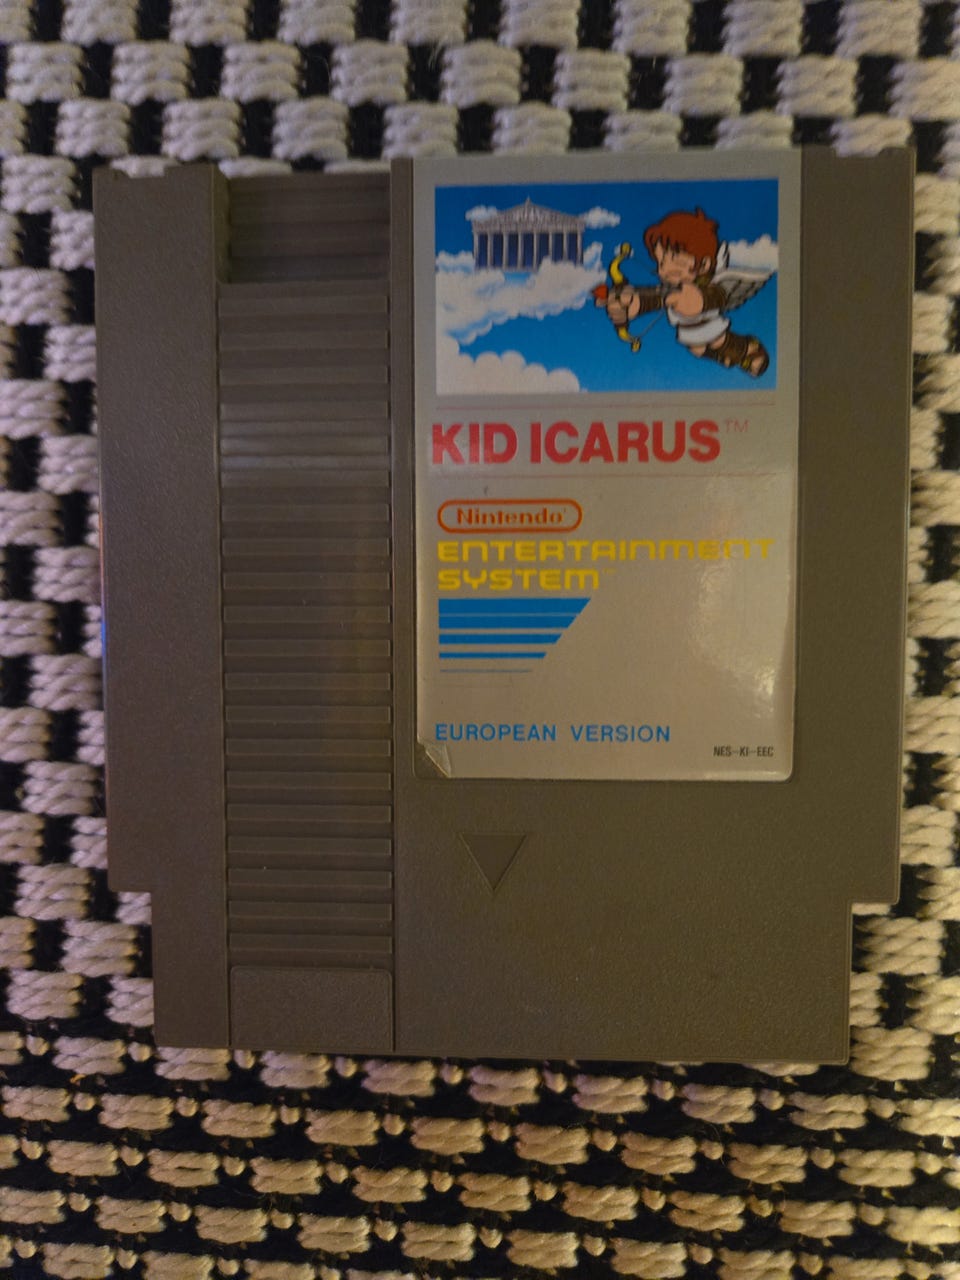 KID ICARUS™
Nintendo®
ENTERTAINMENT
SYSTEM™
EUROPEAN VERSION
NES-KI-EEC